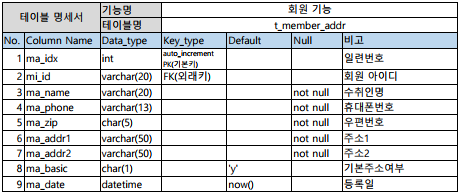 테이블 명세서 기능명 회원 기능
테이블명 t_member_addr
No. Column Name Data_type Key_type Default Null 비고
1 ma_idx int auto_increment PK(기본키) 일련번호
2 mi_id varchar(20) FK(외래키) 회원 아이디
3 ma_name varchar(20) not null 수취인명
4 ma_phone varchar(13) not null 휴대폰번호
5 ma_zip char(5) not null 우편번호
6 ma_addr1 varchar(50) not null 주소1
7 ma_addr2 varchar(50) not null 주소2
8 ma_basic char(1) 'y' 기본주소여부
9 ma_date datetime now() 등록일